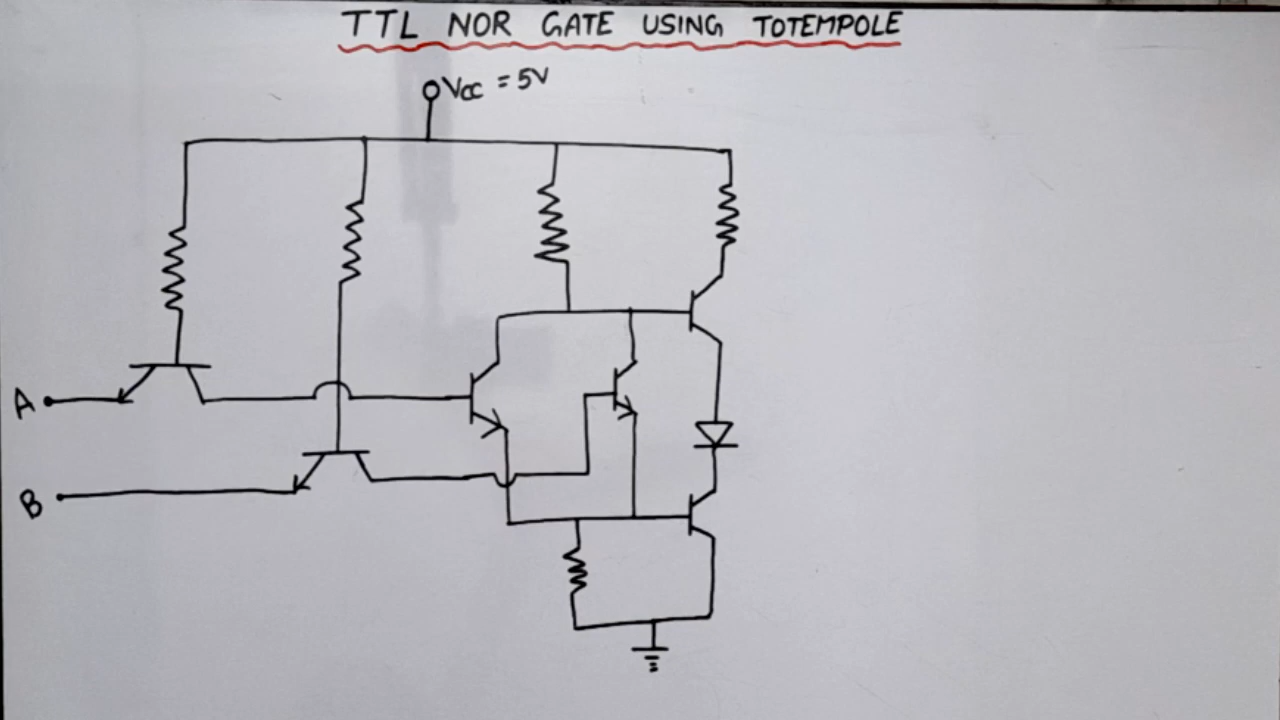 TTL NOR GATE USING TOTEMPOLE
VCC = 5V
A
B